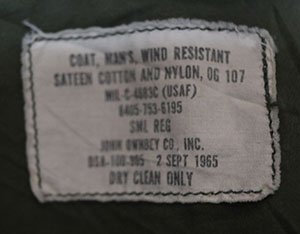 COAT, MAN'S, WIND RESISTANT
SATEEN COTTON AND NYLON, OG 107
MIL-C-4883C (USAF)
8405-753-6195
SML REG
JOHN OWNBEY CO., INC.
2 SEPT 1965
DRY CLEAN ONLY